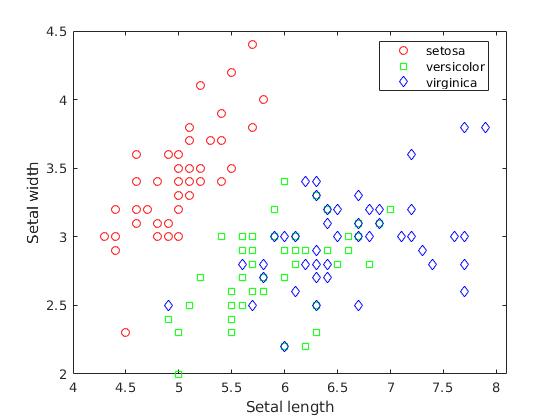 4.5
4
3.5
3
2.5
2
Setal width
setosa
versicolor
virginica
4 4.5 5 5.5 6 6.5 7 7.5 8
Setal length